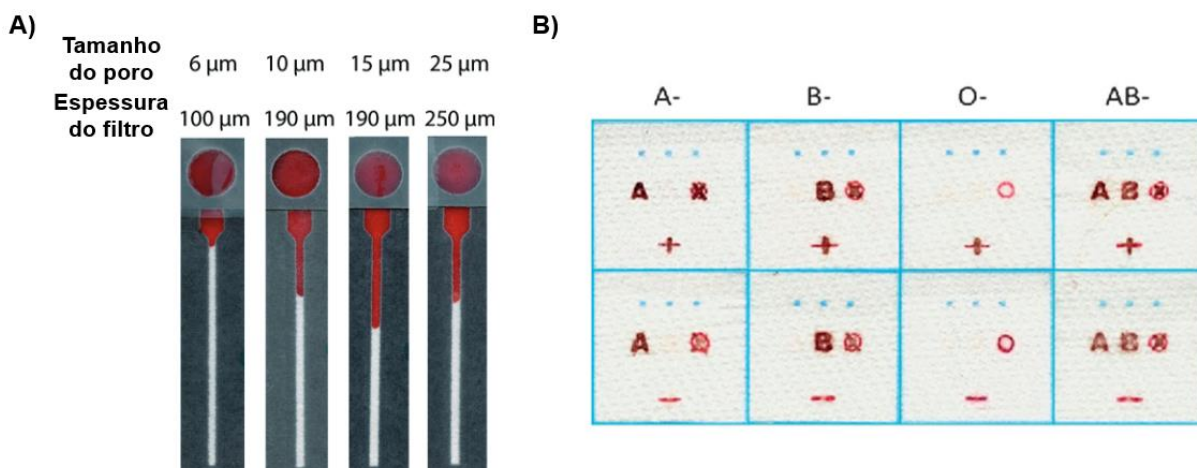 A)
Tamanho do poro 6 µm 10 µm 15 µm 25 µm
Espessura do filtro 100 µm 190 µm 190 µm 250 µm
B)
A- B- O- AB-
A X B X O A B X
+ + + +
A X B X O A B X
- - - -